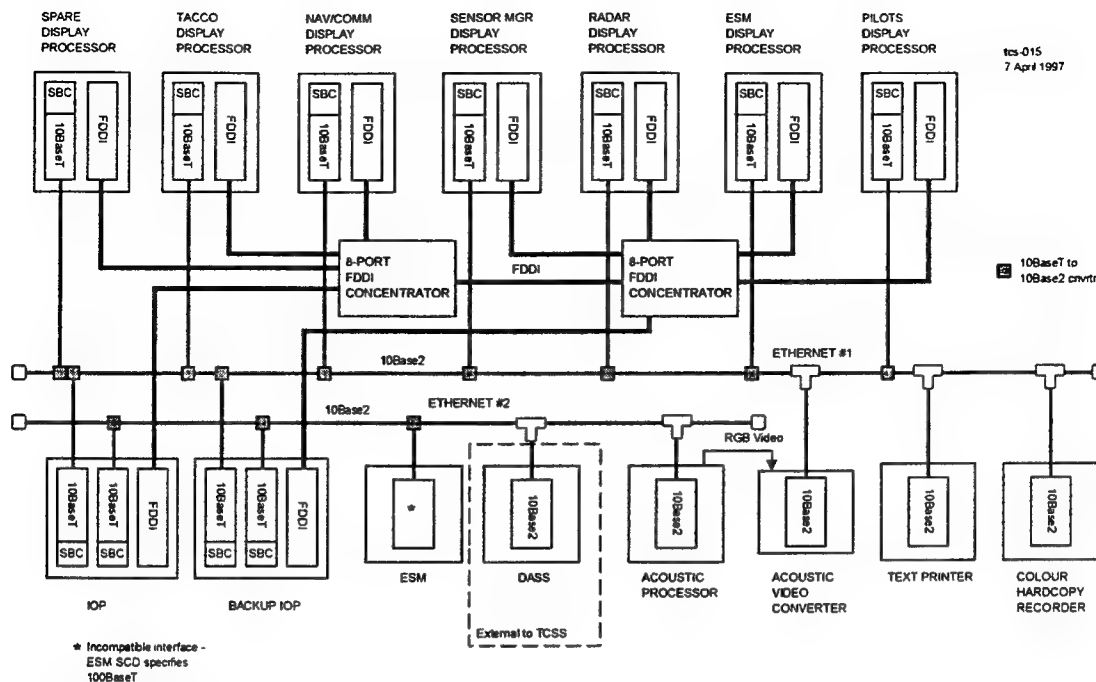 SPARE
DISPLAY
PROCESSOR
TACCO
DISPLAY
PROCESSOR
NAV/COMM
DISPLAY
PROCESSOR
SENSOR MGR
DISPLAY
PROCESSOR
RADAR
DISPLAY
PROCESSOR
ESM
DISPLAY
PROCESSOR
PILOTS
DISPLAY
PROCESSOR
tcs-015
7 April 1997
SBC
10BaseT
FDDI
SBC
10BaseT
FDDI
SBC
10BaseT
FDDI
SBC
10BaseT
FDDI
SBC
10BaseT
FDDI
SBC
10BaseT
FDDI
SBC
10BaseT
FDDI
8-PORT
FDDI
CONCENTRATOR
FDDI
8-PORT
FDDI
CONCENTRATOR
10BaseT to
10Base2 cnvrtr
10Base2
ETHERNET #1
10Base2
ETHERNET #2
RGB Video
10BaseT
SBC
10BaseT
SBC
FDDI
10BaseT
SBC
10BaseT
SBC
FDDI
*
10Base2
10Base2
10Base2
10Base2
10Base2
IOP
BACKUP IOP
ESM
DASS
ACOUSTIC
PROCESSOR
ACOUSTIC
VIDEO
CONVERTER
TEXT PRINTER
COLOUR
HARDCOPY
RECORDER
External to TCSS
* Incompatible interface -
ESM SCD specifies
100BaseT